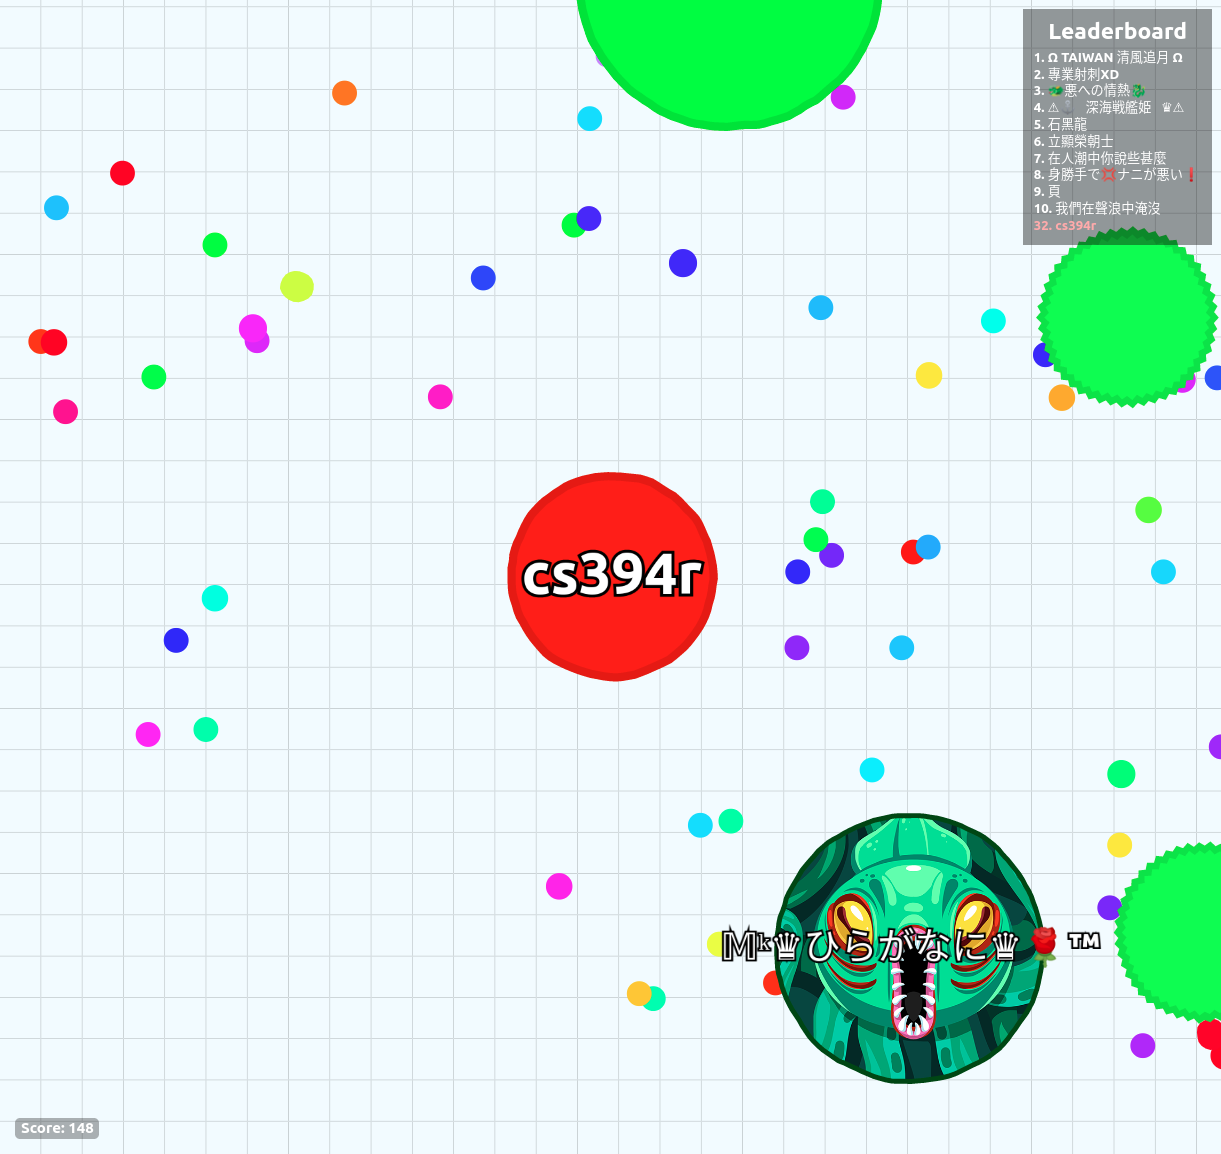 Leaderboard
1. Ω TAIWAN 清風追月 Ω
2. 專業射刺XD
3. 🐲悪への情熱🐉
4. ⚠🚢 深海戦艦姫 ♛⚠
5. 石黑龍
6. 立顯榮朝士
7. 在人潮中你說些甚麼
8. 身勝手で💢ナニが悪い❗
9. 頁
10. 我們在聲浪中淹沒
32. cs394r
cs394r
𝕄ᵏ♛ひらがなに♛🌹™
Score: 148